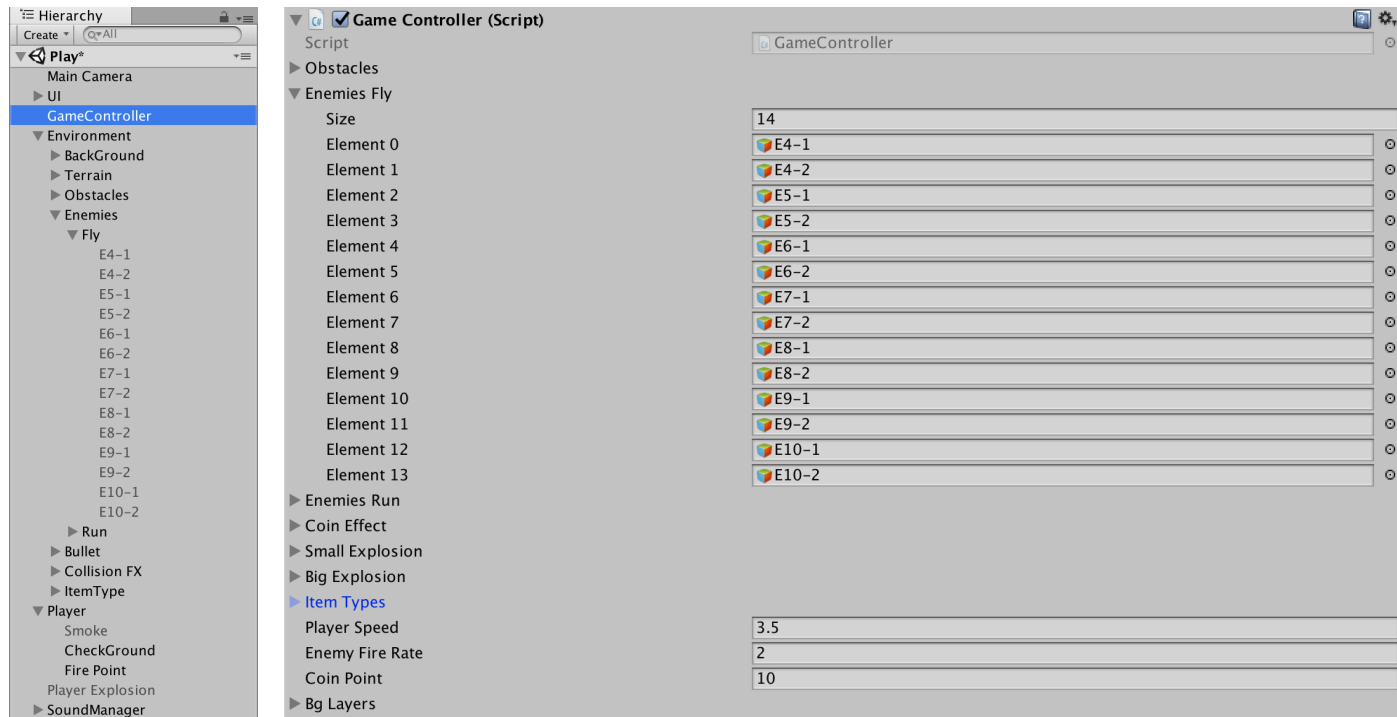 Hierarchy
Create
All
Play*
Main Camera
UI
GameController
Environment
BackGround
Terrain
Obstacles
Enemies
Fly
E4-1
E4-2
E5-1
E5-2
E6-1
E6-2
E7-1
E7-2
E8-1
E8-2
E9-1
E9-2
E10-1
E10-2
Run
Bullet
Collision FX
ItemType
Player
Smoke
CheckGround
Fire Point
Player Explosion
SoundManager
Game Controller (Script)
Script GameController
Obstacles
Enemies Fly
Size 14
Element 0 E4-1
Element 1 E4-2
Element 2 E5-1
Element 3 E5-2
Element 4 E6-1
Element 5 E6-2
Element 6 E7-1
Element 7 E7-2
Element 8 E8-1
Element 9 E8-2
Element 10 E9-1
Element 11 E9-2
Element 12 E10-1
Element 13 E10-2
Enemies Run
Coin Effect
Small Explosion
Big Explosion
Item Types
Player Speed 3.5
Enemy Fire Rate 2
Coin Point 10
Bg Layers